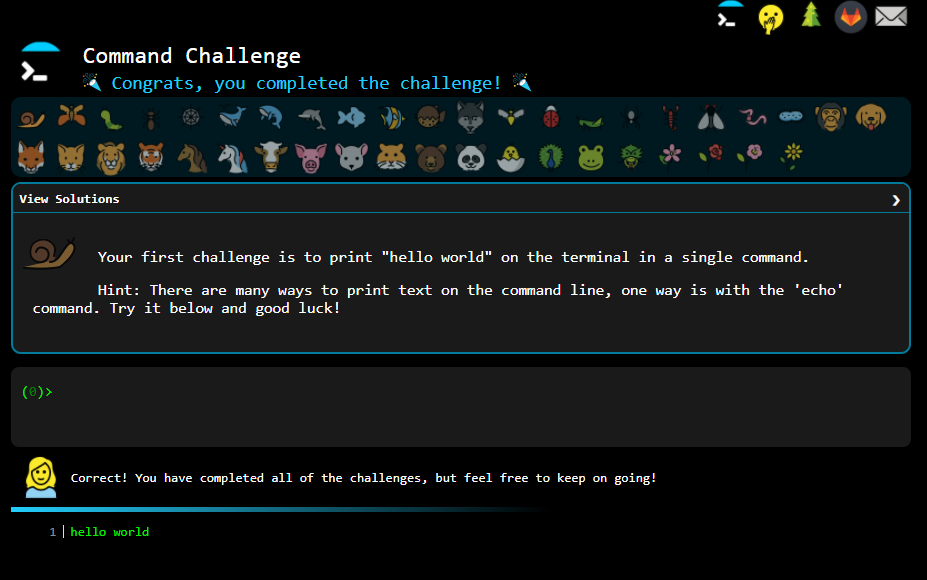 Command Challenge
Congrats, you completed the challenge!
View Solutions
Your first challenge is to print "hello world" on the terminal in a single command.
Hint: There are many ways to print text on the command line, one way is with the 'echo'
command. Try it below and good luck!
(0)>
Correct! You have completed all of the challenges, but feel free to keep on going!
1 hello world